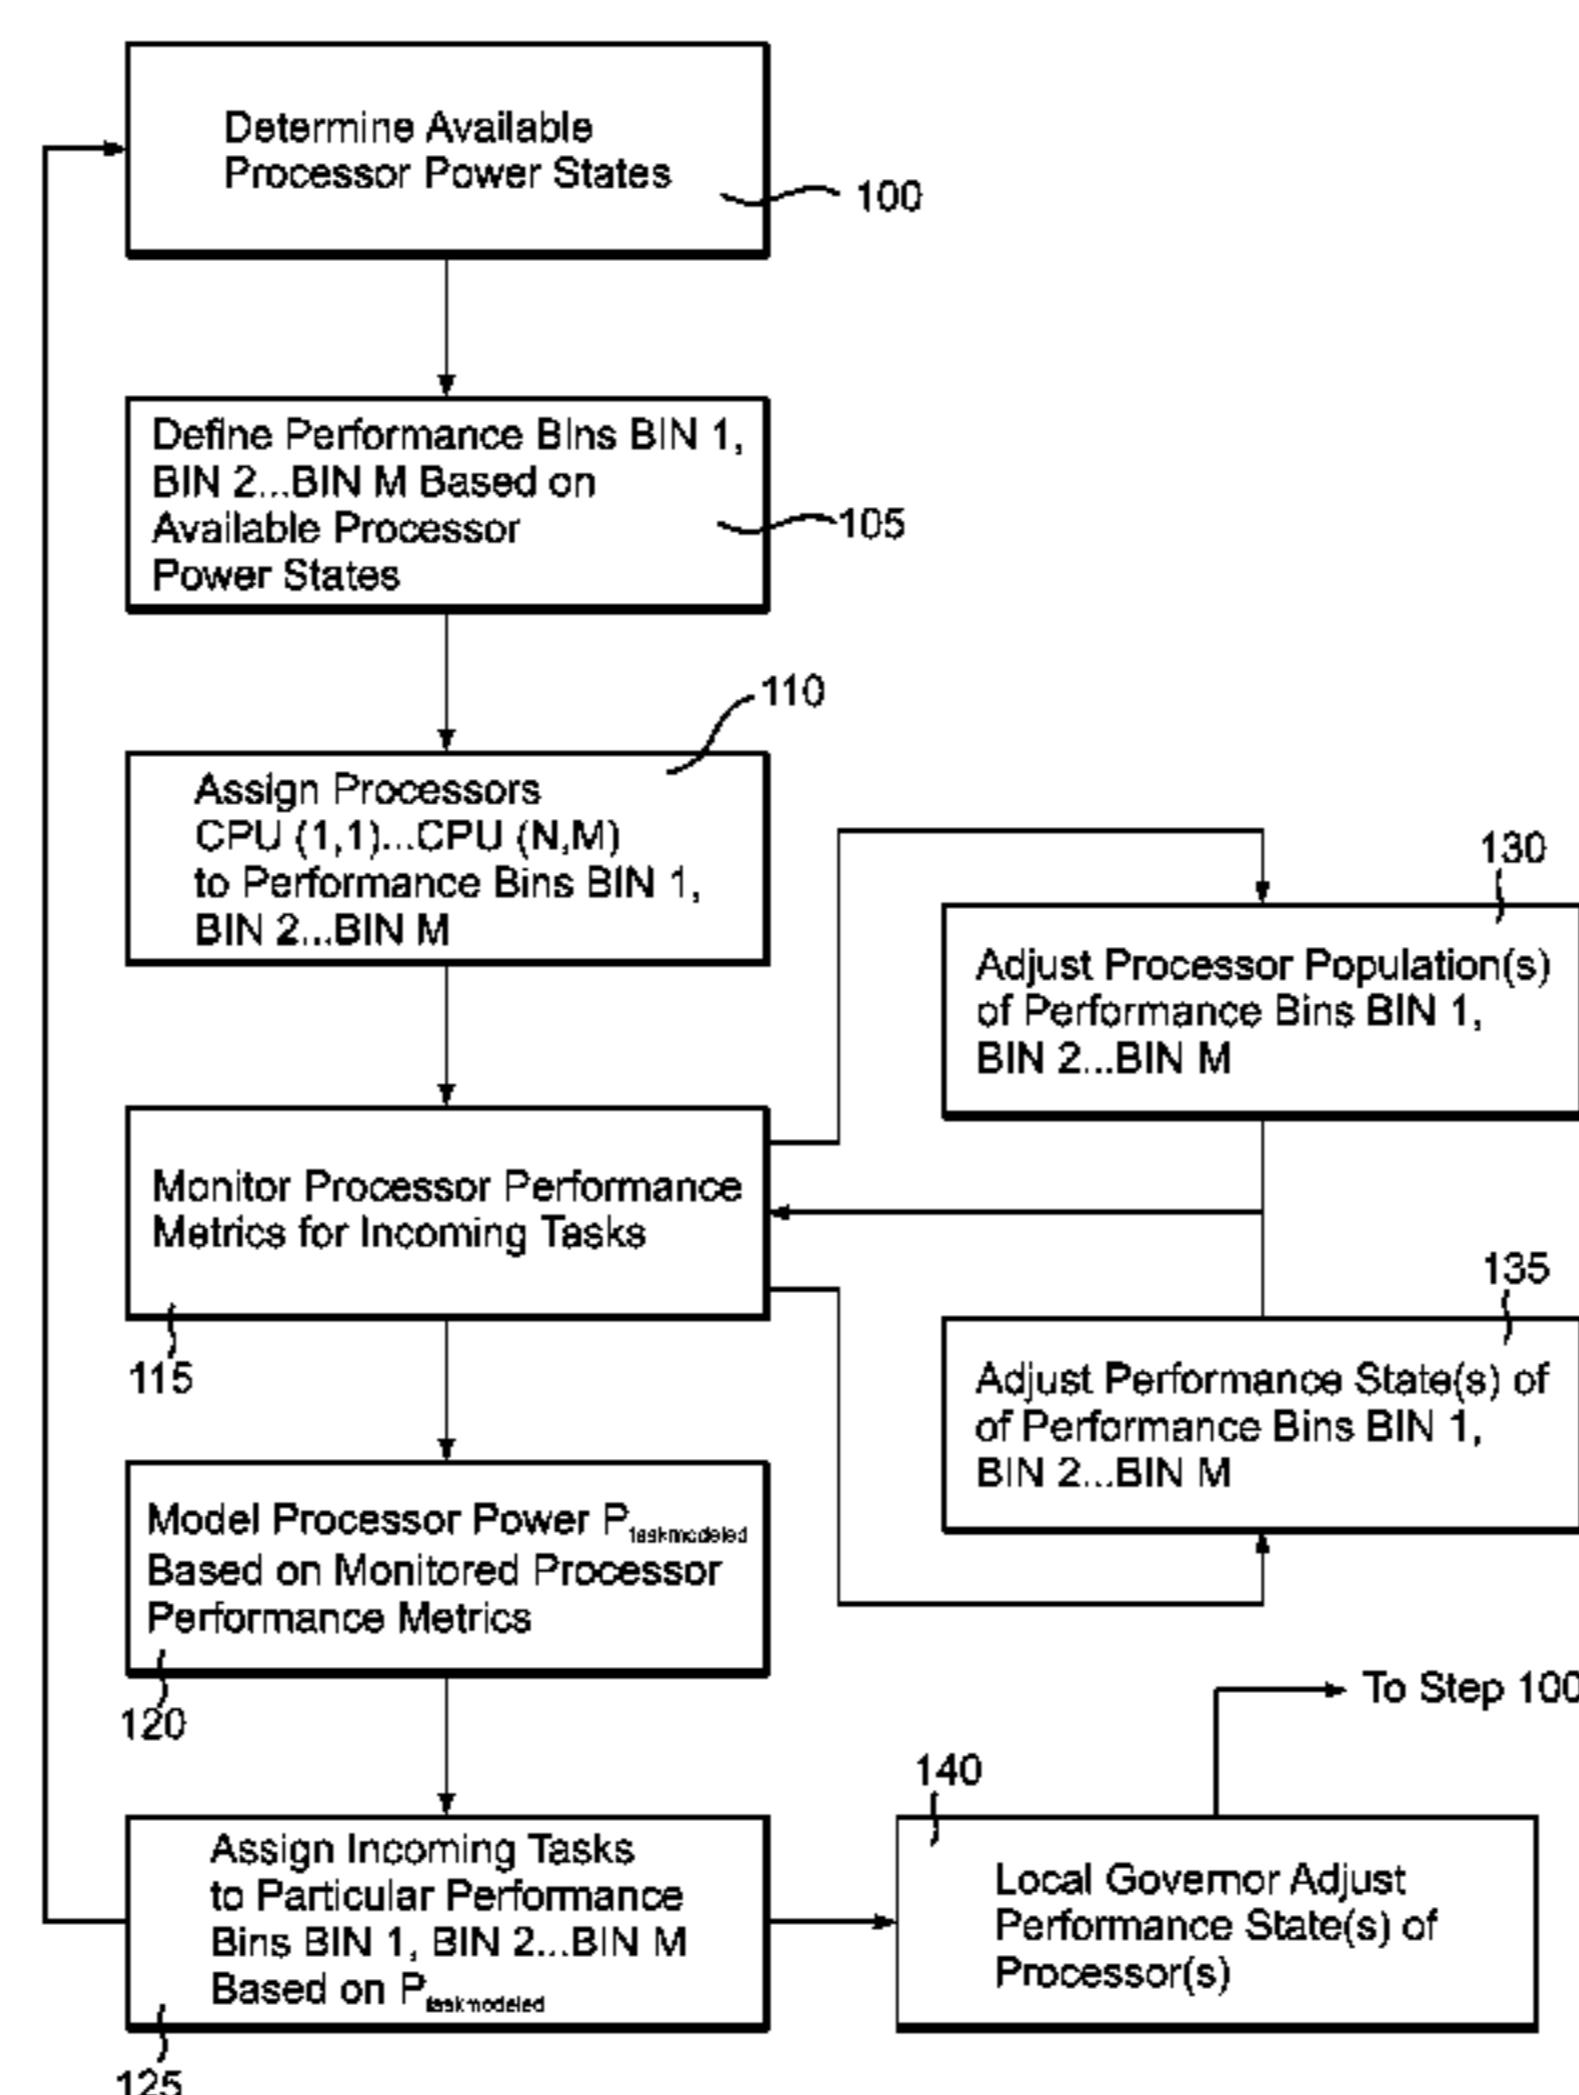 Determine Available
Processor Power States
100
Define Performance Bins BIN 1,
BIN 2...BIN M Based on
Available Processor
Power States
105
110
Assign Processors
CPU (1,1)...CPU (N,M)
to Performance Bins BIN 1,
BIN 2...BIN M
130
Adjust Processor Population(s)
of Performance Bins BIN 1,
BIN 2...BIN M
Monitor Processor Performance
Metrics for Incoming Tasks
115
135
Adjust Performance State(s) of
of Performance Bins BIN 1,
BIN 2...BIN M
Model Processor Power Ptaskmodeled
Based on Monitored Processor
Performance Metrics
120
To Step 100
140
Assign Incoming Tasks
to Particular Performance
Bins BIN 1, BIN 2...BIN M
Based on Ptaskmodeled
125
Local Governor Adjust
Performance State(s) of
Processor(s)